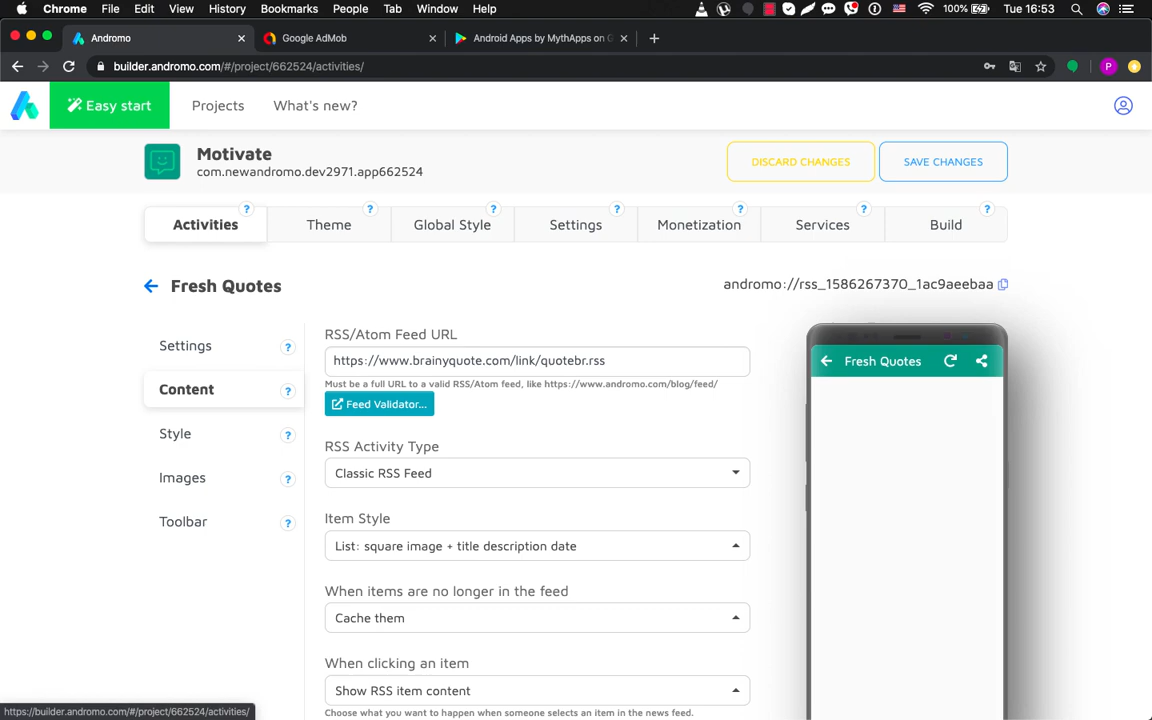 Chrome File Edit View History Bookmarks People Tab Window Help 100% Tue 16:53
Andromo Google AdMob Android Apps by MythApps on G
builder.andromo.com/#/project/662524/activities/ P
Easy start Projects What's new?
Motivate
com.newandromo.dev2971.app662524
DISCARD CHANGES SAVE CHANGES
Activities ? Theme ? Global Style ? Settings ? Monetization ? Services ? Build ?
Fresh Quotes andromo://rss_1586267370_1ac9aeebaa
Settings ?
Content ?
Style ?
Images ?
Toolbar ?
RSS/Atom Feed URL
https://www.brainyquote.com/link/quotebr.rss
Must be a full URL to a valid RSS/Atom feed, like https://www.andromo.com/blog/feed/
Feed Validator...
RSS Activity Type
Classic RSS Feed
Item Style
List: square image + title description date
When items are no longer in the feed
Cache them
When clicking an item
Show RSS item content
Choose what you want to happen when someone selects an item in the news feed.
Fresh Quotes
https://builder.andromo.com/#/project/662524/activities/